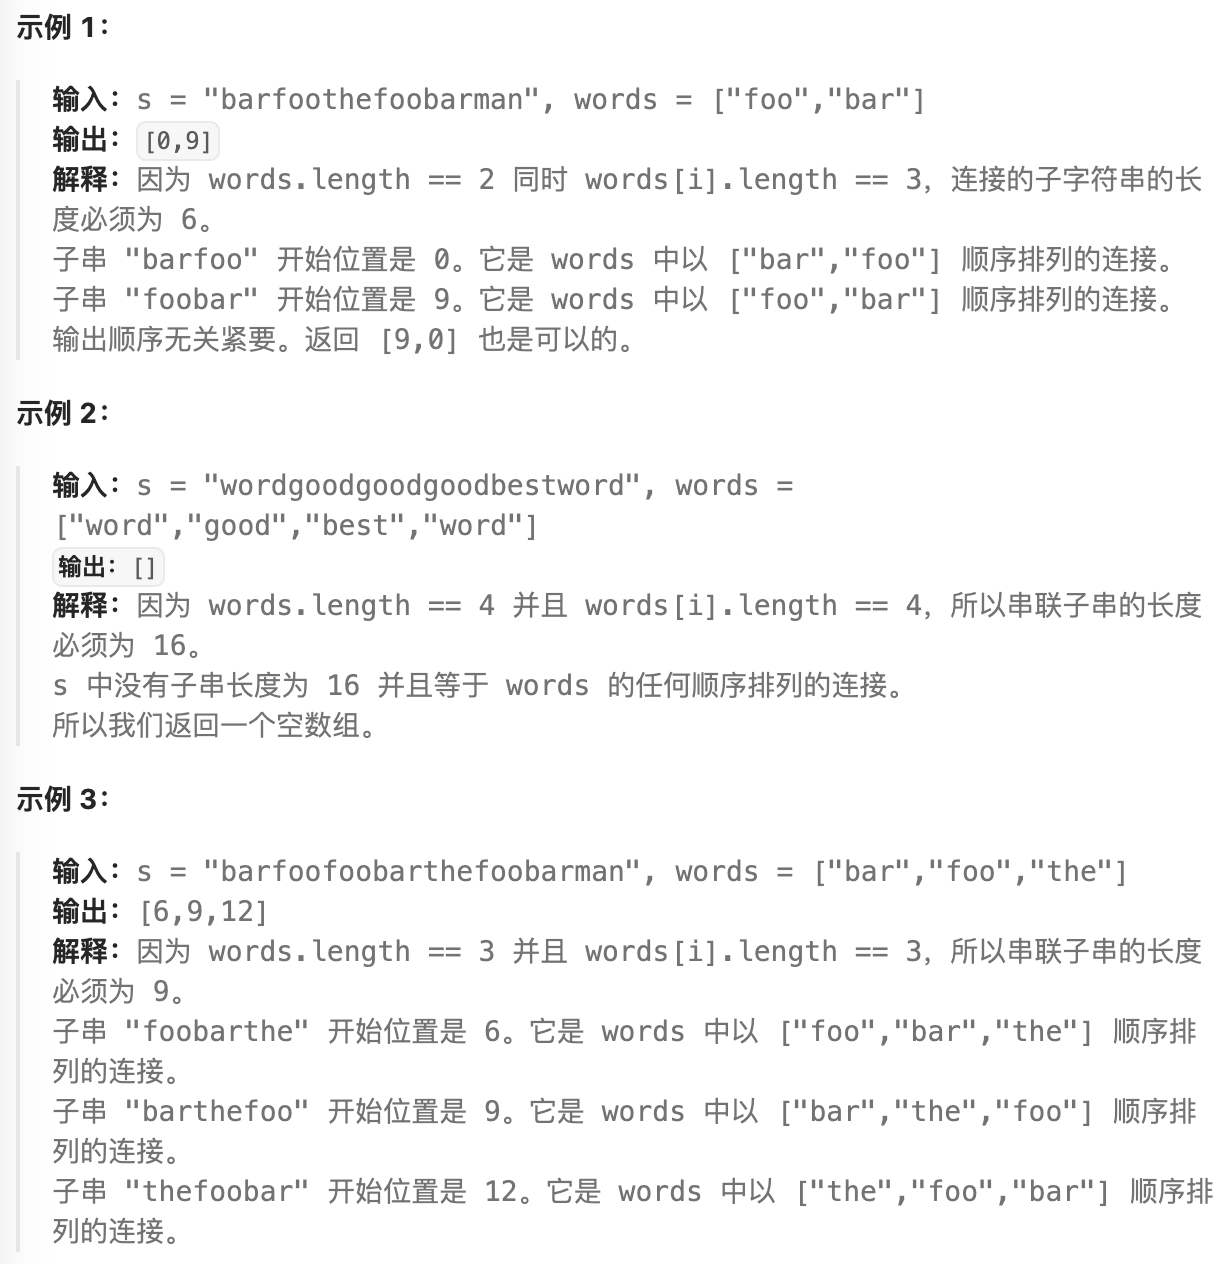 示例 1：
输入：s = "barfoothefoobarman", words = ["foo","bar"]
输出：[0,9]
解释：因为 words.length == 2 同时 words[i].length == 3，连接的子字符串的长
度必须为 6。
子串 "barfoo" 开始位置是 0。它是 words 中以 ["bar","foo"] 顺序排列的连接。
子串 "foobar" 开始位置是 9。它是 words 中以 ["foo","bar"] 顺序排列的连接。
输出顺序无关紧要。返回 [9,0] 也是可以的。
示例 2：
输入：s = "wordgoodgoodgoodbestword", words =
["word","good","best","word"]
输出：[]
解释：因为 words.length == 4 并且 words[i].length == 4，所以串联子串的长度
必须为 16。
s 中没有子串长度为 16 并且等于 words 的任何顺序排列的连接。
所以我们返回一个空数组。
示例 3：
输入：s = "barfoofoobarthefoobarman", words = ["bar","foo","the"]
输出：[6,9,12]
解释：因为 words.length == 3 并且 words[i].length == 3，所以串联子串的长度
必须为 9。
子串 "foobarthe" 开始位置是 6。它是 words 中以 ["foo","bar","the"] 顺序排
列的连接。
子串 "barthefoo" 开始位置是 9。它是 words 中以 ["bar","the","foo"] 顺序排
列的连接。
子串 "thefoobar" 开始位置是 12。它是 words 中以 ["the","foo","bar"] 顺序排
列的连接。